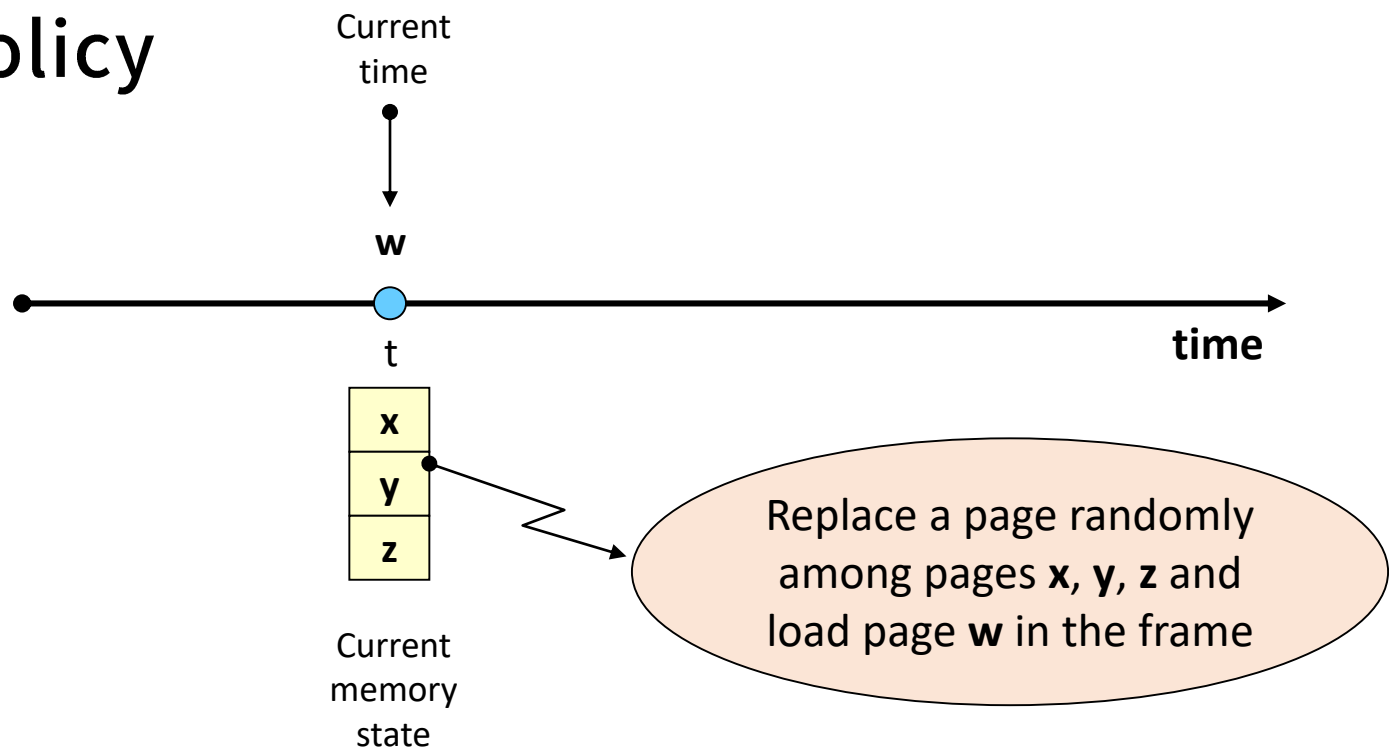 olicy
Current
time
w
t
time
x
y
z
Replace a page randomly
among pages x, y, z and
load page w in the frame
Current
memory
state